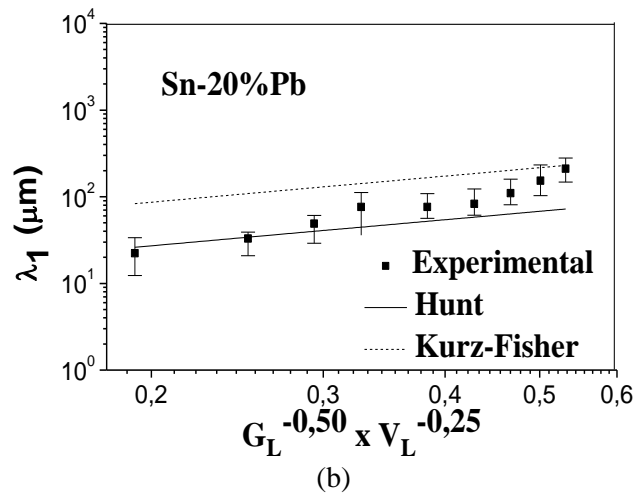 10⁴
Sn-20%Pb
10³
λ₁ (μm)
10²
Experimental
10¹
Hunt
Kurz-Fisher
10⁰
0,2 0,3 0,4 0,5 0,6
G_L^-0,50 x V_L^-0,25
(b)